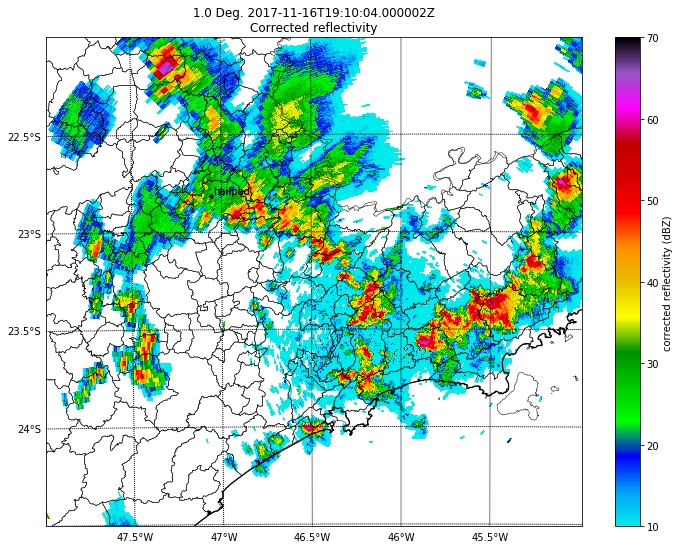 1.0 Deg. 2017-11-16T19:10:04.000002Z
Corrected reflectivity
22.5°S
23°S
23.5°S
24°S
47.5°W
47°W
46.5°W
46°W
45.5°W
hailpad
70
60
50
40
30
20
10
corrected reflectivity (dBZ)